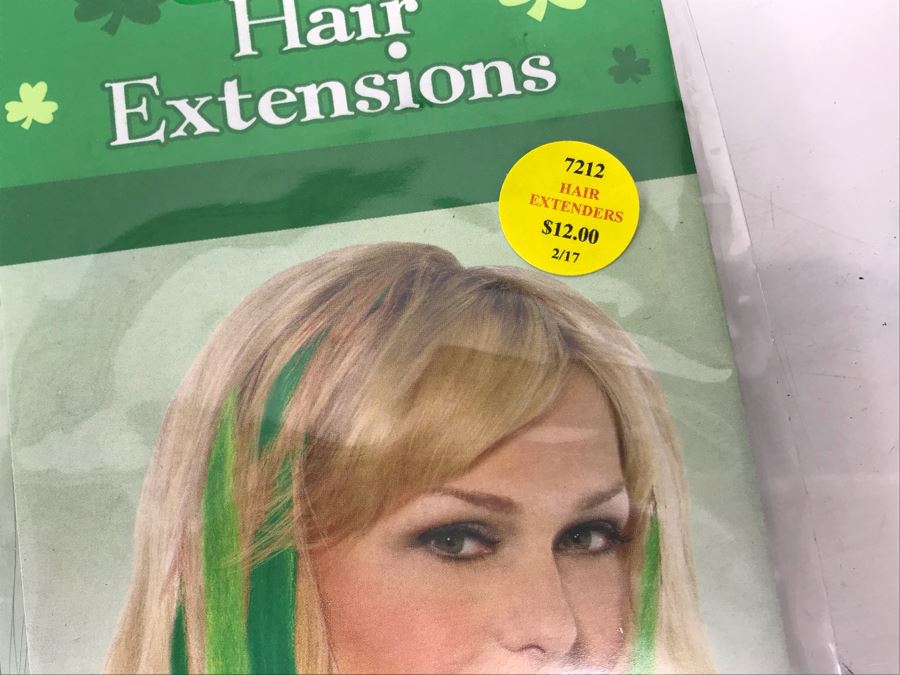 Hair
Extensions
7212
HAIR
EXTENDERS
$12.00
2/17